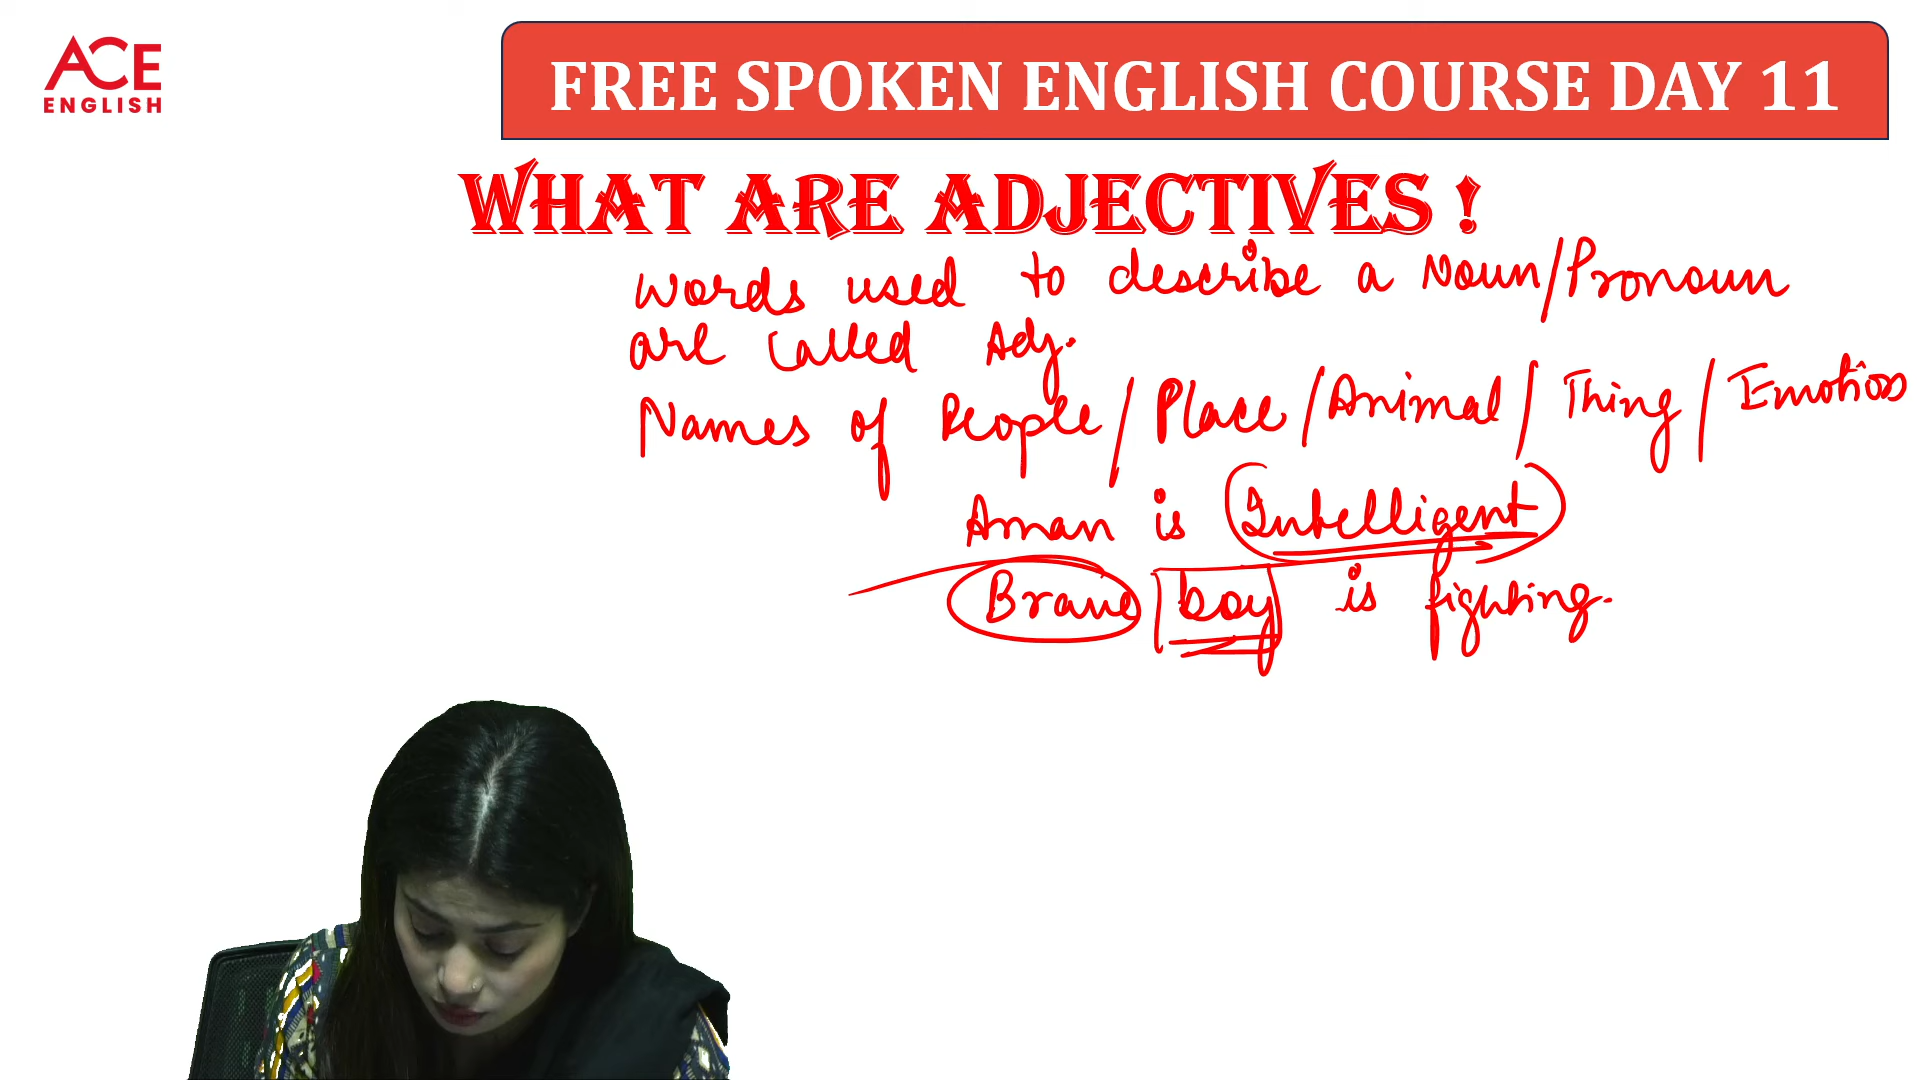 ACE
ENGLISH
FREE SPOKEN ENGLISH COURSE DAY 11
WHAT ARE ADJECTIVES !
Words used to describe a Noun/Pronoun
are called Adj.
Names of People/Place/Animal/Thing/Emotion
Aman is Intelligent
Brave boy is fighting.